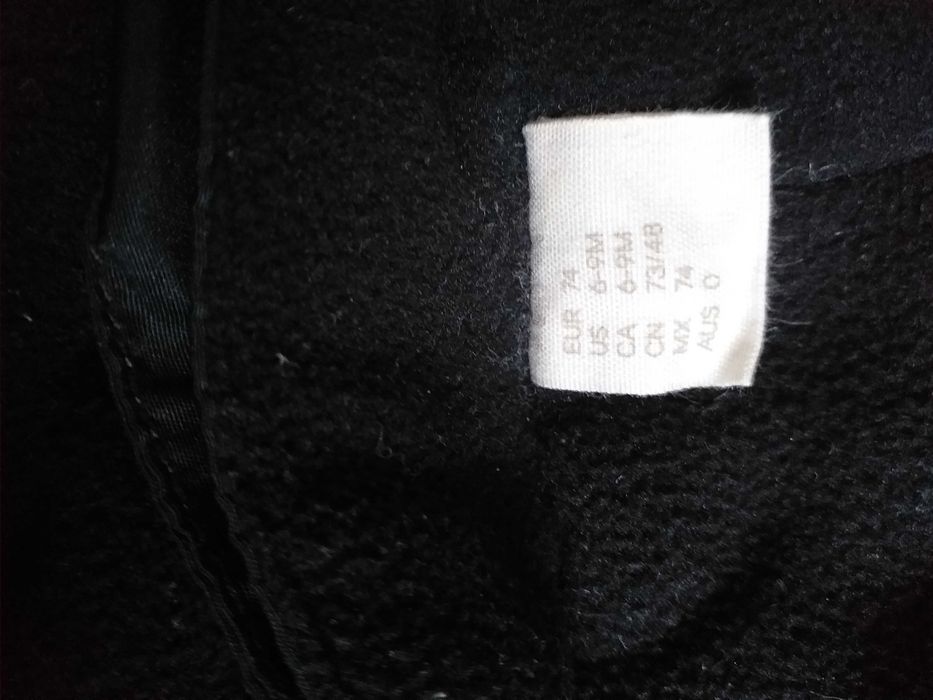 EUR 74
US 6-9M
CA 6-9M
CN 73/48
MX 74
AUS 0